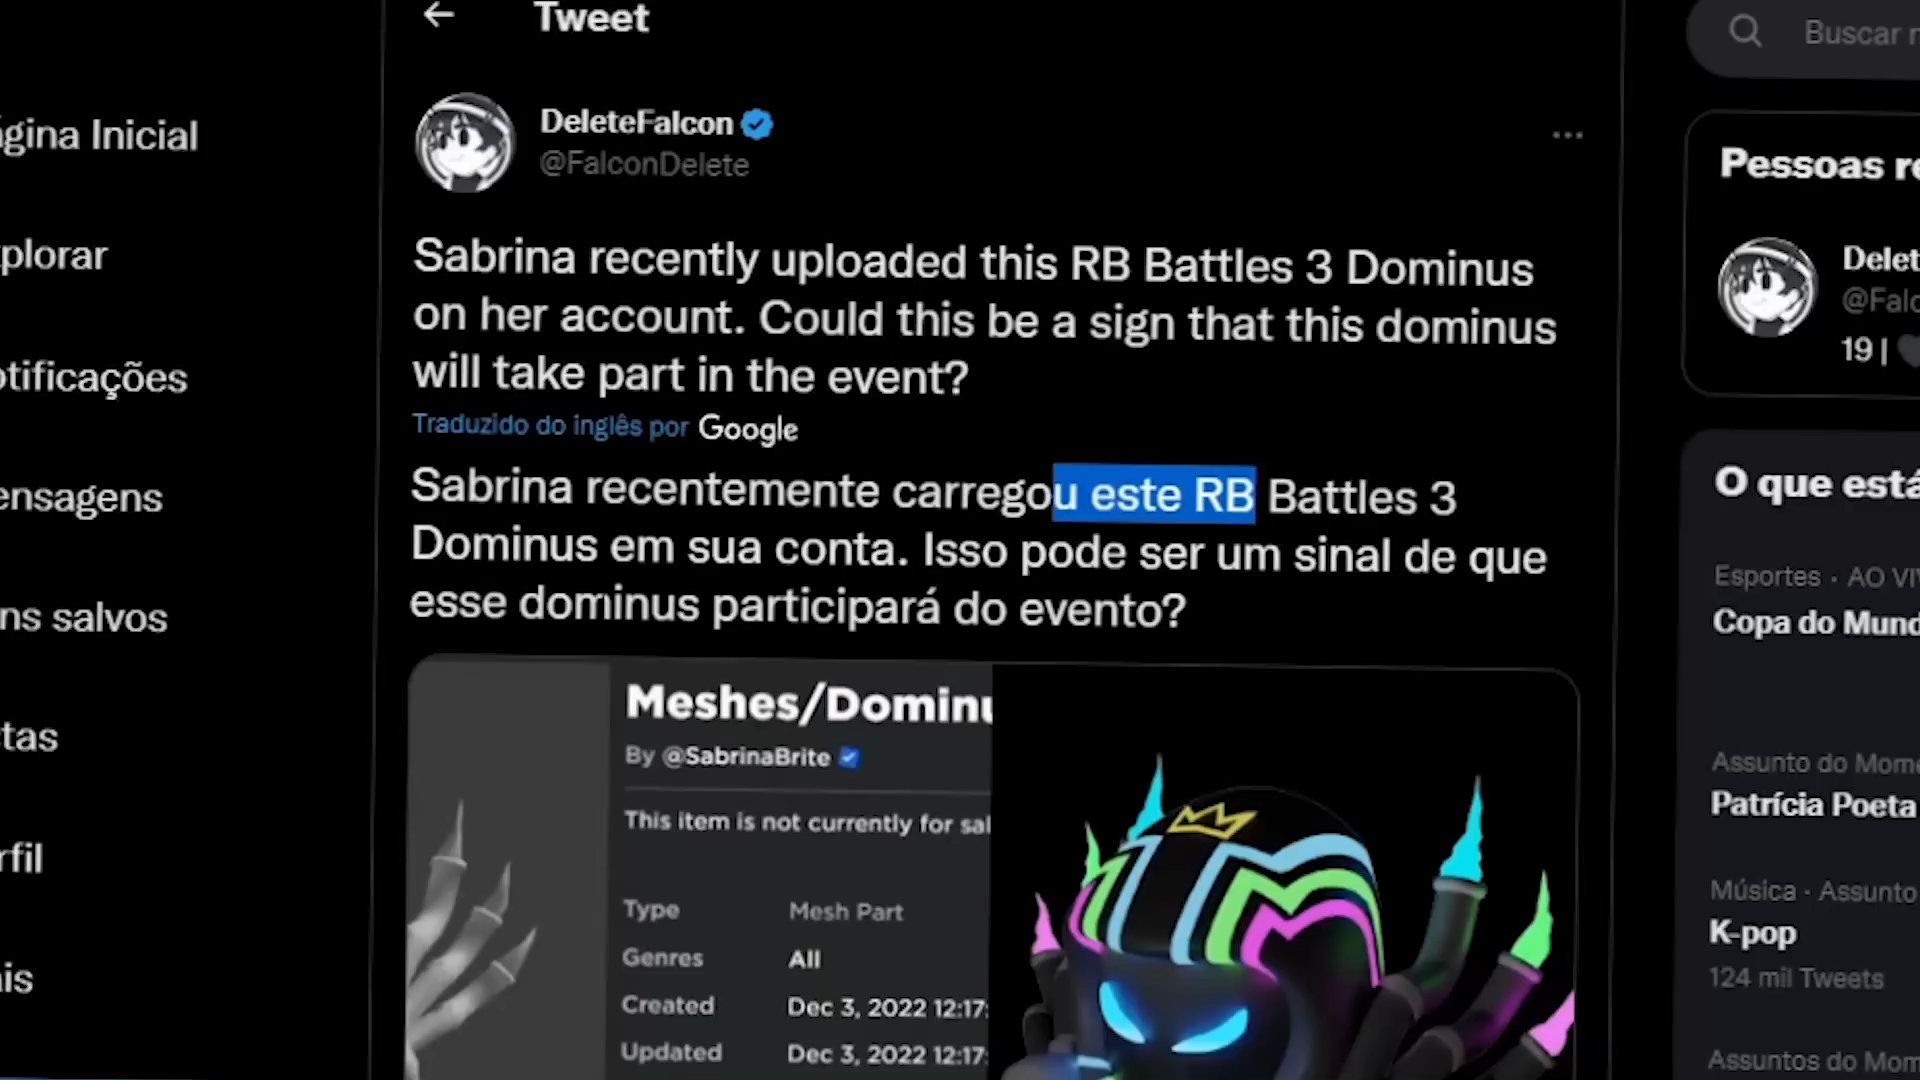 Tweet
Buscar
gina Inicial
plorar
tificações
ensagens
ns salvos
tas
rfil
is
DeleteFalcon
@FalconDelete
Sabrina recently uploaded this RB Battles 3 Dominus
on her account. Could this be a sign that this dominus
will take part in the event?
Traduzido do inglês por Google
Sabrina recentemente carregou este RB Battles 3
Dominus em sua conta. Isso pode ser um sinal de que
esse dominus participará do evento?
Meshes/Dominu
By @SabrinaBrite
This item is not currently for sal
Type Mesh Part
Genres All
Created Dec 3, 2022 12:17:
Updated Dec 3, 2022 12:17:
Pessoas re
Delet
@Falc
19 |
O que está
Esportes · AO VIV
Copa do Mund
Assunto do Mome
Patrícia Poeta
Música · Assunto
K-pop
124 mil Tweets
Assuntos do Mom